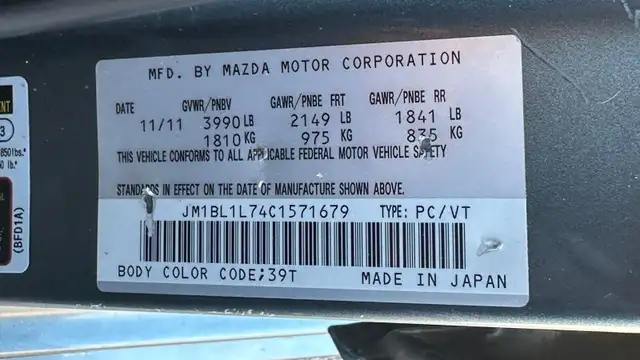 MFD. BY MAZDA MOTOR CORPORATION
DATE GVWR/PNBV GAWR/PNBE FRT GAWR/PNBE RR
11/11 3990 LB 2149 LB 1841 LB
1810 KG 975 KG 835 KG
THIS VEHICLE CONFORMS TO ALL APPLICABLE FEDERAL MOTOR VEHICLE SAFETY
STANDARDS IN EFFECT ON THE DATE OF MANUFACTURE SHOWN ABOVE.
JM1BL1L74C1571679 TYPE: PC/VT
BODY COLOR CODE;39T MADE IN JAPAN
3
850lbs.*
(BFD1A)